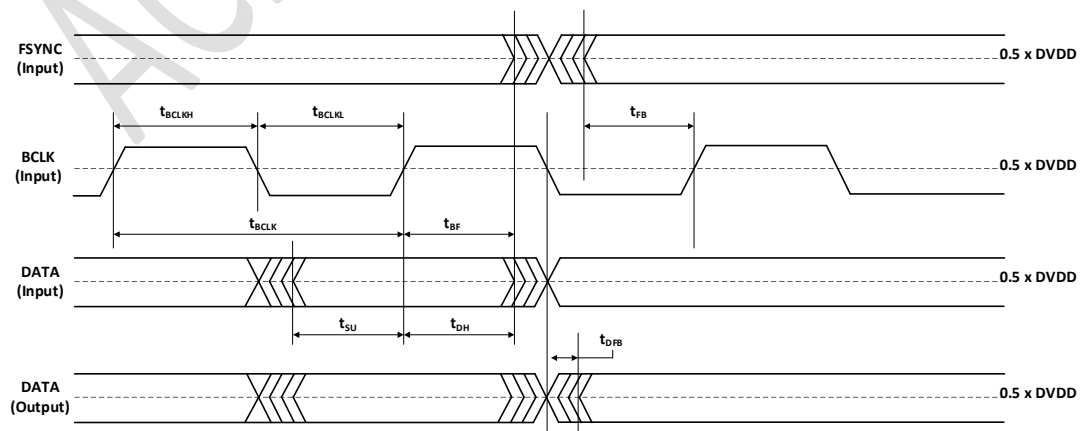 FSYNC
(Input)
0.5 x DVDD
tBCLKH
tBCLKL
tFB
BCLK
(Input)
0.5 x DVDD
tBCLK
tBF
DATA
(Input)
0.5 x DVDD
tSU
tDH
tDFB
DATA
(Output)
0.5 x DVDD